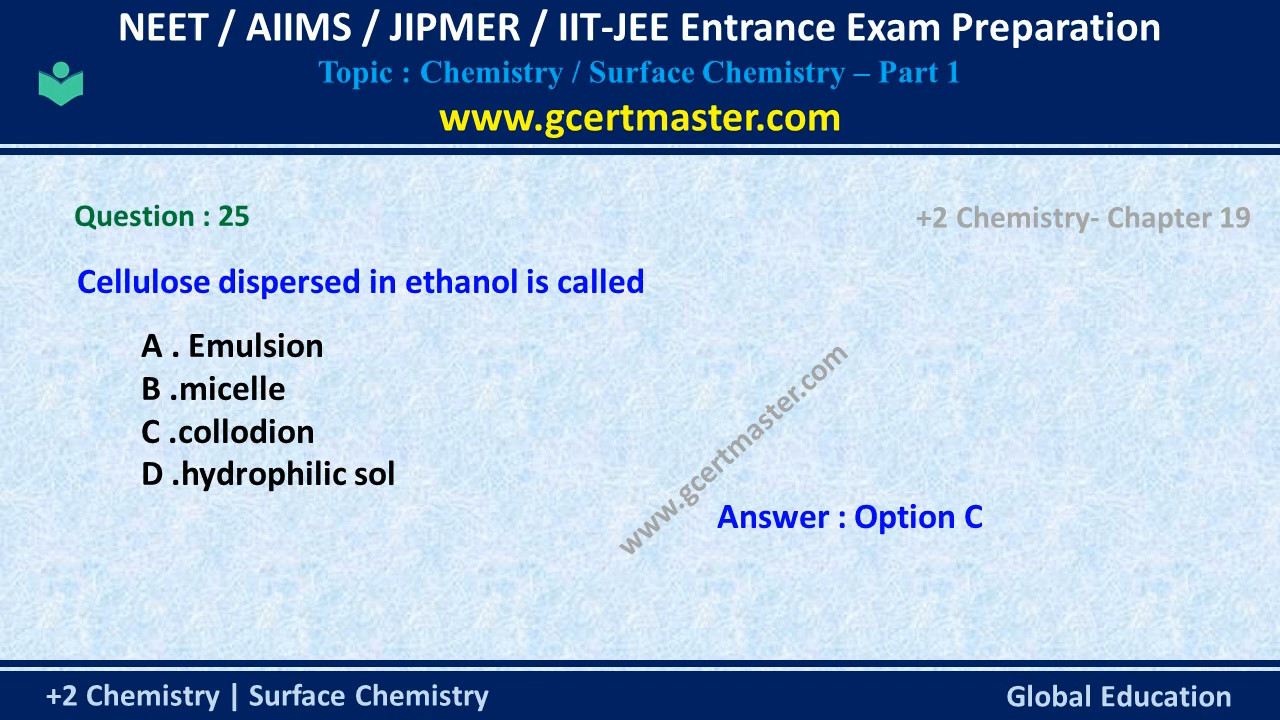 NEET / AIIMS / JIPMER / IIT-JEE Entrance Exam Preparation
Topic : Chemistry / Surface Chemistry – Part 1
www.gcertmaster.com
Question : 25
+2 Chemistry- Chapter 19
Cellulose dispersed in ethanol is called
A . Emulsion
B .micelle
C .collodion
D .hydrophilic sol
www.gcertmaster.com
Answer : Option C
+2 Chemistry | Surface Chemistry
Global Education